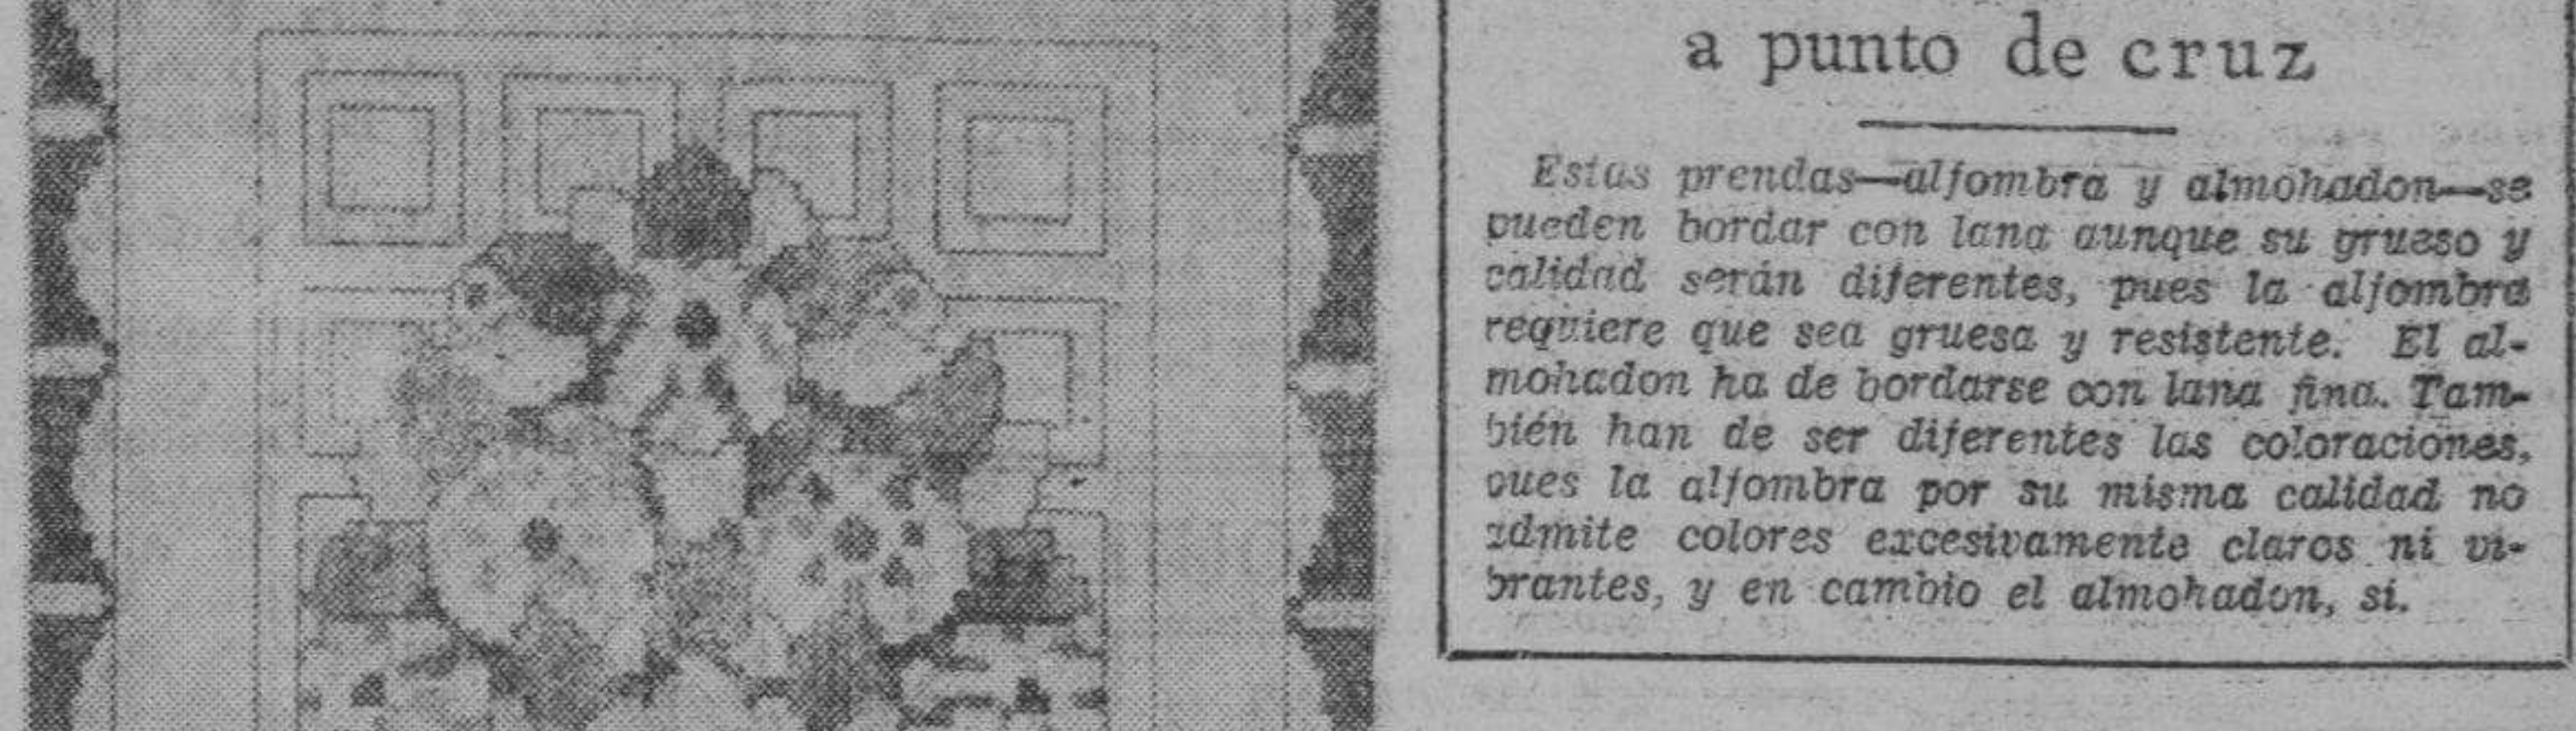 a punto de cruz
Estas prendas—alfombra y almohadon—se
pueden bordar con lana aunque su grueso y
calidad serán diferentes, pues la alfombra
requiere que sea gruesa y resistente. El al-
mohadon ha de bordarse con lana fina. Tam-
bién han de ser diferentes las coloraciones,
pues la alfombra por su misma calidad no
admite colores excesivamente claros ni vi-
brantes, y en cambio el almohadon, si.